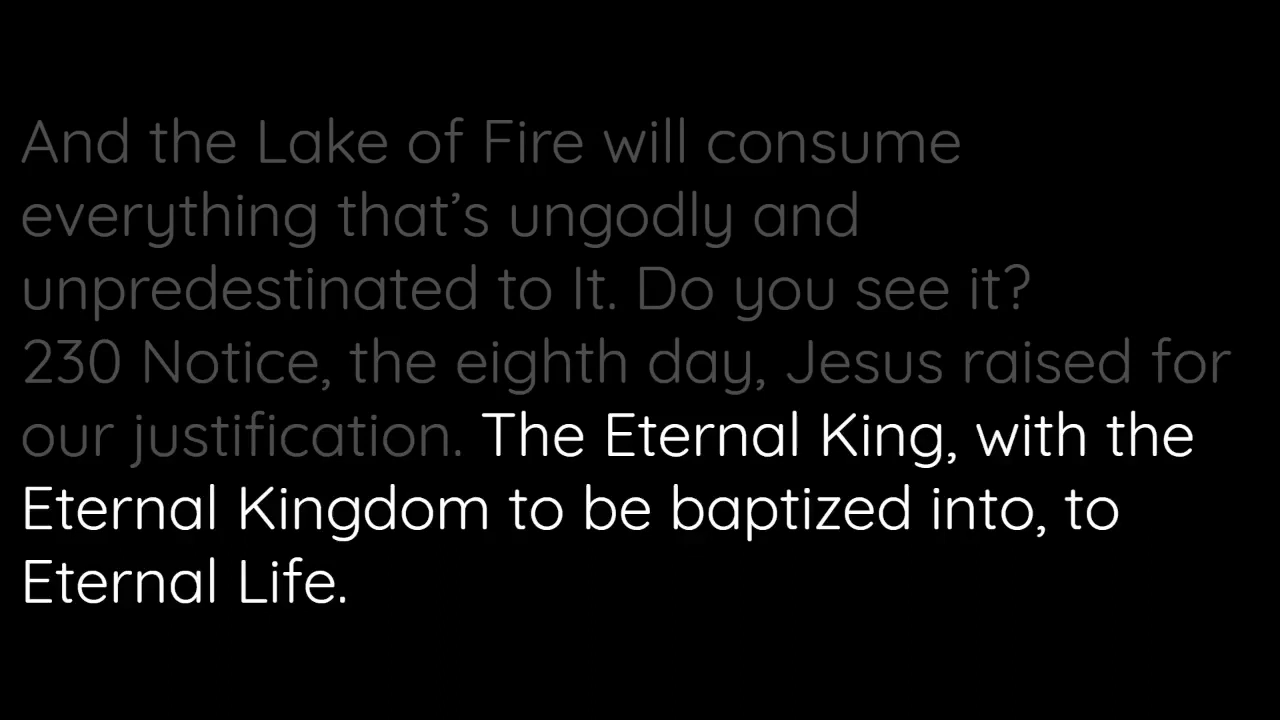 And the Lake of Fire will consume
everything that’s ungodly and
unpredestinated to It. Do you see it?
230 Notice, the eighth day, Jesus raised for
our justification. The Eternal King, with the
Eternal Kingdom to be baptized into, to
Eternal Life.